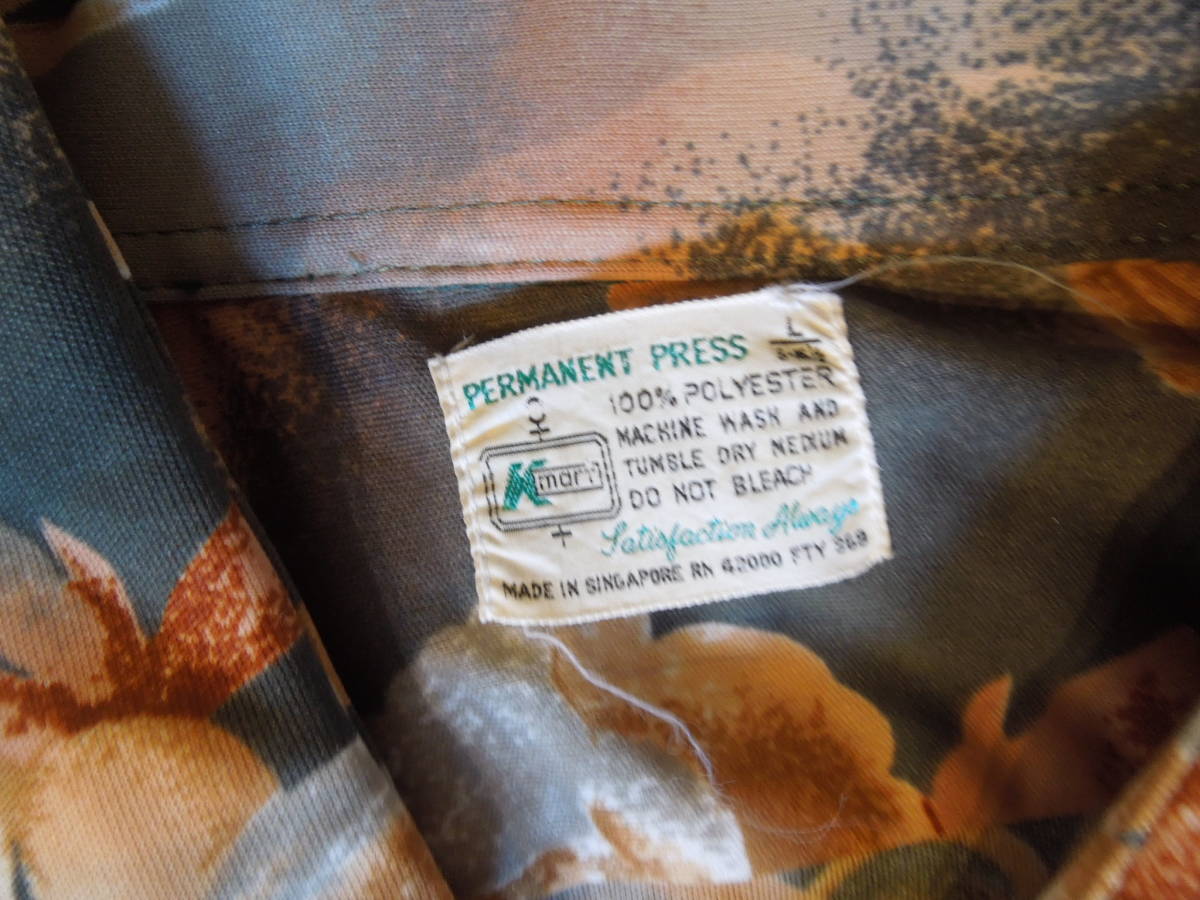 PERMANENT PRESS L
100% POLYESTER
MACHINE WASH AND
TUMBLE DRY MEDIUM
DO NOT BLEACH
Kmart
Satisfaction Always
MADE IN SINGAPORE RN 42000 FTY 368